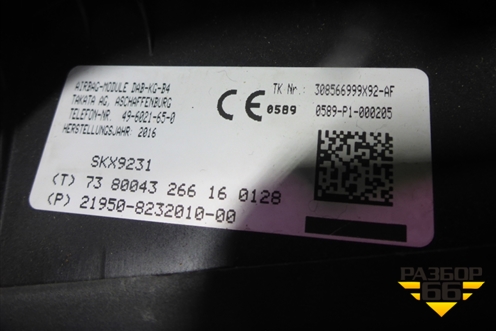 AIRBAG-MODULE DAB-KG-B4
TAKATA AG, ASCHAFFENBURG
TELEFON-NR. 49-6021-65-0
HERSTELLUNGSJAHR: 2016
CE 0589
TK Nr.: 308566999X92-AF
0589-P1-000205
SKX9231
(T) 73 80043 266 16 0128
(P) 21950-8232010-00
РАЗБОР
66